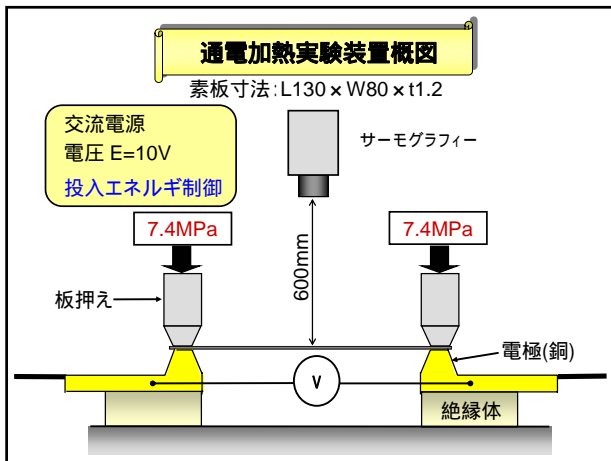 通電加熱実験装置概図
素板寸法:L130×W80×t1.2
交流電源
電圧 E=10V
投入エネルギ制御
サーモグラフィー
7.4MPa
7.4MPa
600mm
板押え
電極(銅)
V
絶縁体